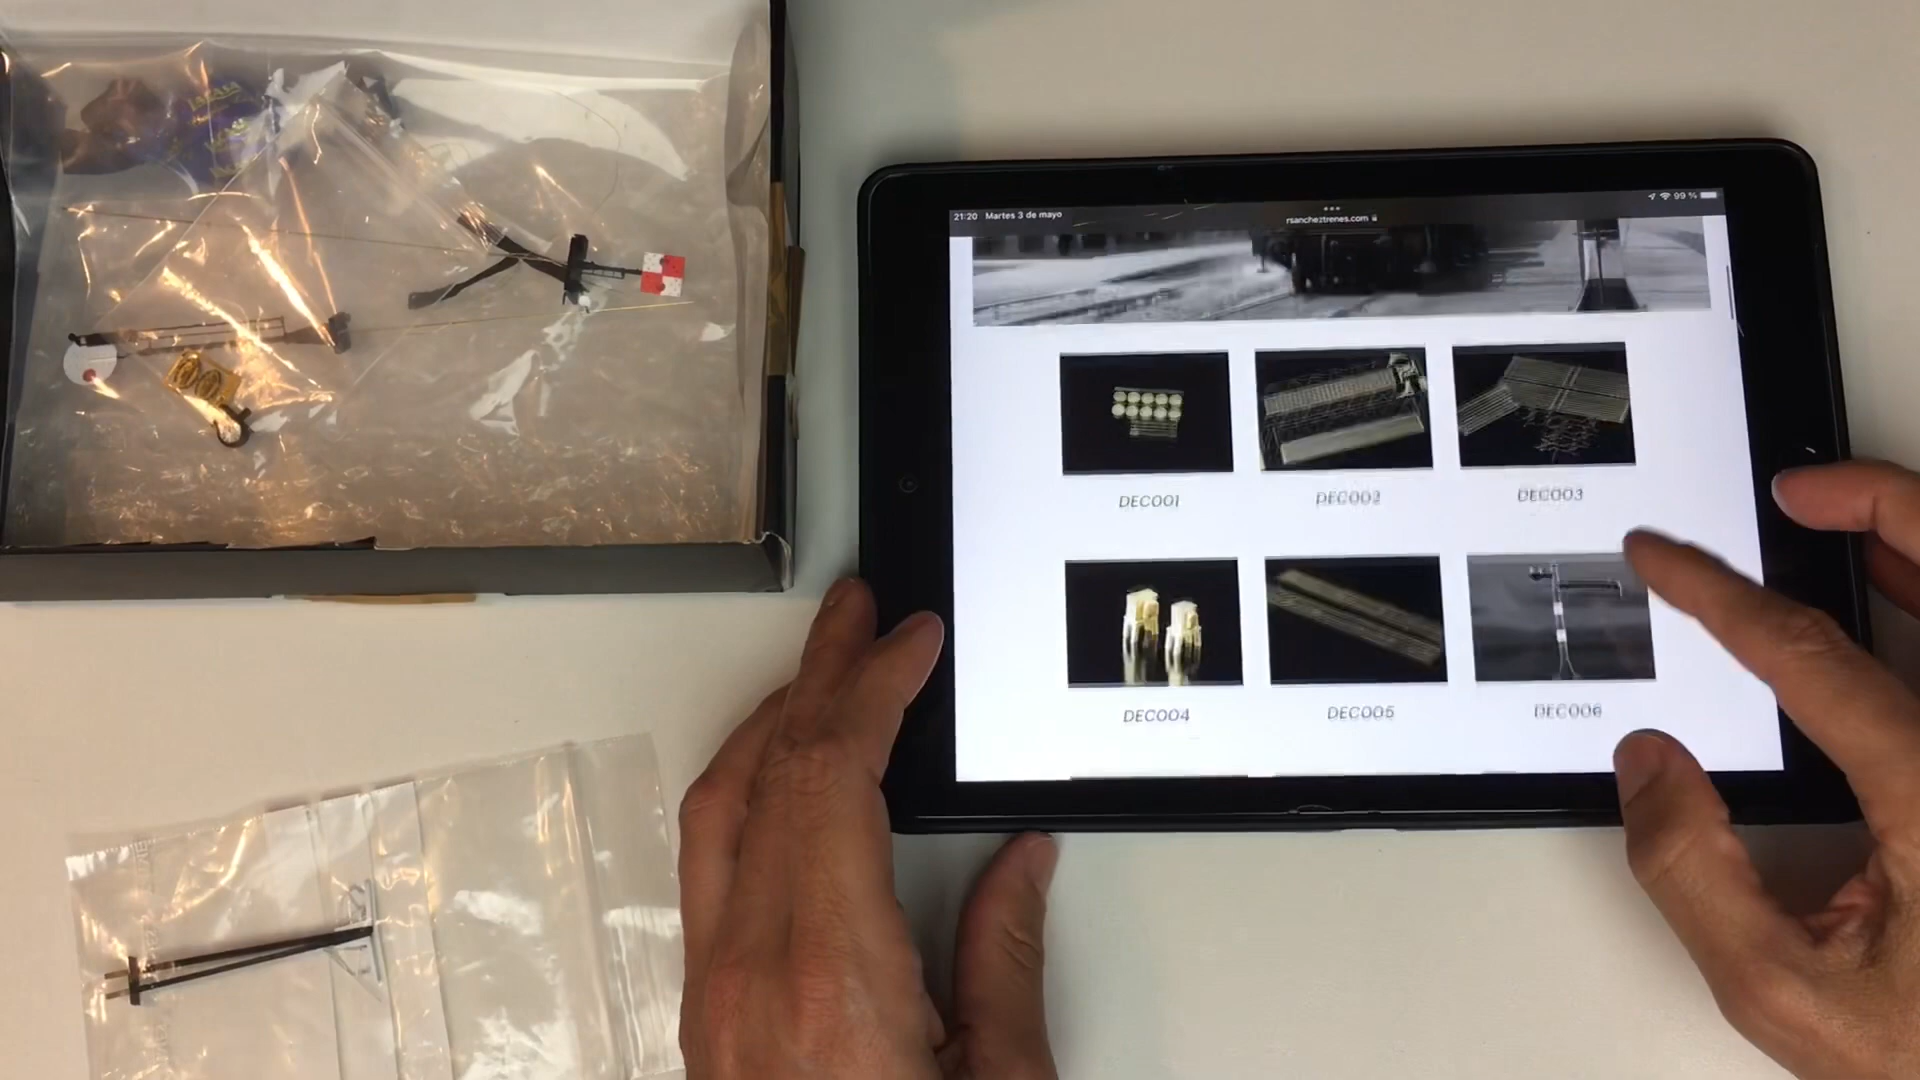 21:20 Martes 3 de mayo
rsancheztrenes.com
99 %
DEC001
DEC002
DEC003
DEC004
DEC005
DEC006